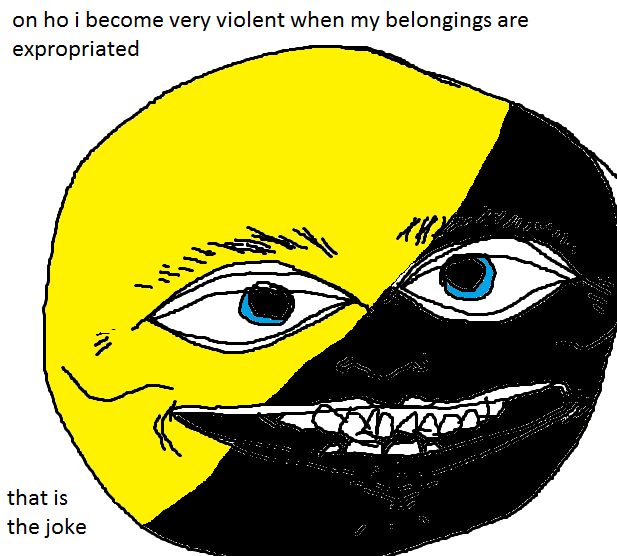 on ho i become very violent when my belongings are
expropriated
that is
the joke